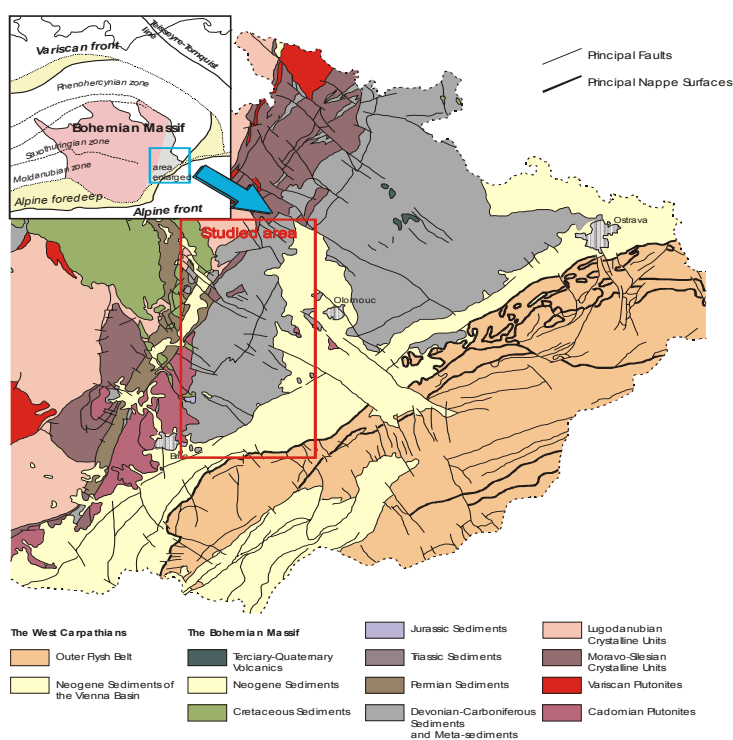 Teisseyre-Tornquist
line
Variscan front
Rhenohercynian zone
Bohemian Massif
Saxothuringian zone
Moldanubian zone
area
enlarged
Alpine foredeep
Alpine front
Principal Faults
Principal Nappe Surfaces
Studied area
Ostrava
Olomouc
The West Carpathians
Outer Flysh Belt
Neogene Sediments of
the Vienna Basin
The Bohemian Massif
Terciary-Quaternary
Volcanics
Neogene Sediments
Cretaceous Sediments
Jurassic Sediments
Triassic Sediments
Permian Sediments
Devonian-Carboniferous
Sediments
and Meta-sediments
Lugodanubian
Crystalline Units
Moravo-Silesian
Crystalline Units
Variscan Plutonites
Cadomian Plutonites